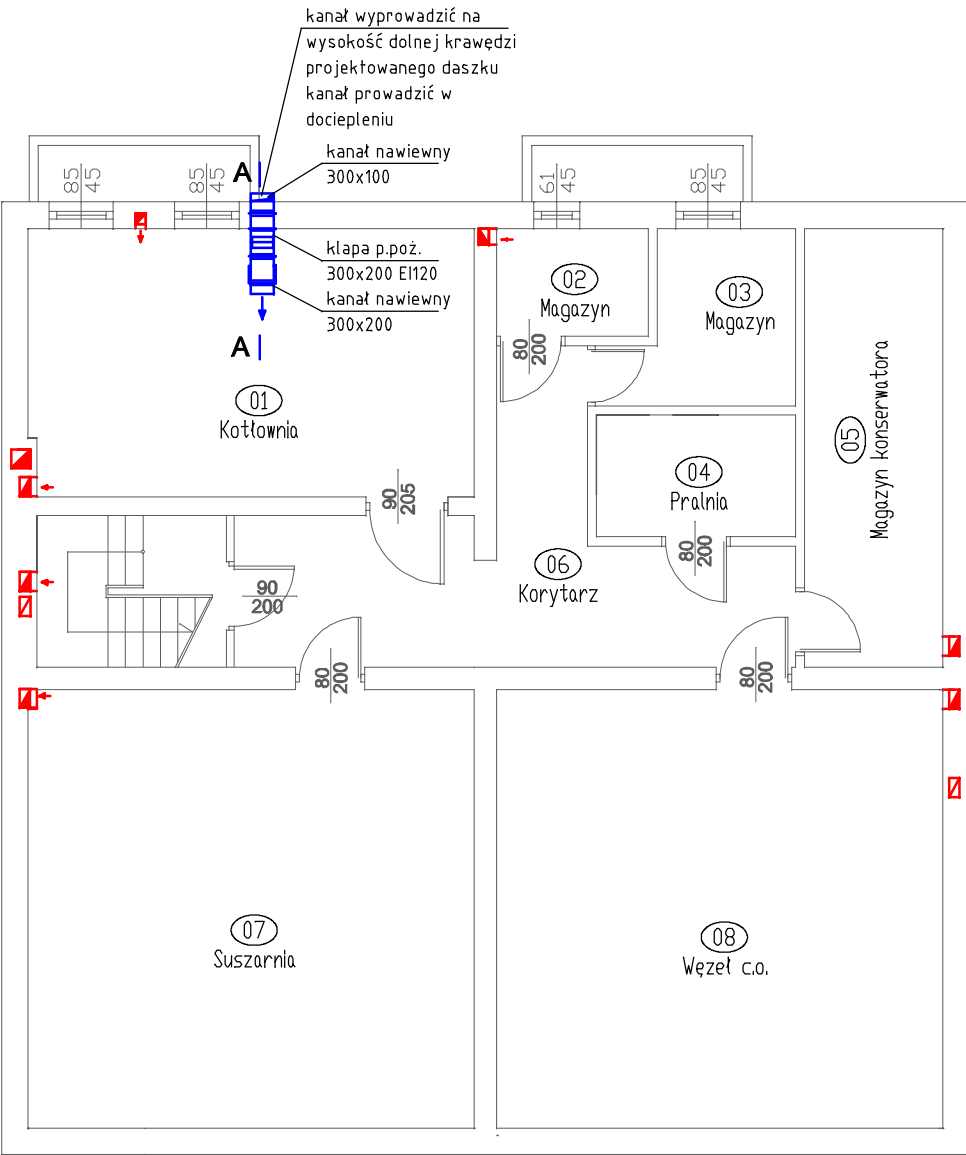 kanał wyprowadzić na
wysokość dolnej krawędzi
projektowanego daszku
kanał prowadzić w
dociepleniu
kanał nawiewny
300x100
A
85
45
85
45
61
45
85
45
klapa p.poż.
300x200 EI120
kanał nawiewny
300x200
A
01
Kotłownia
02
Magazyn
03
Magazyn
80
200
05
Magazyn konserwatora
04
Pralnia
90
205
80
200
06
Korytarz
90
200
80
200
80
200
07
Suszarnia
08
Węzeł c.o.